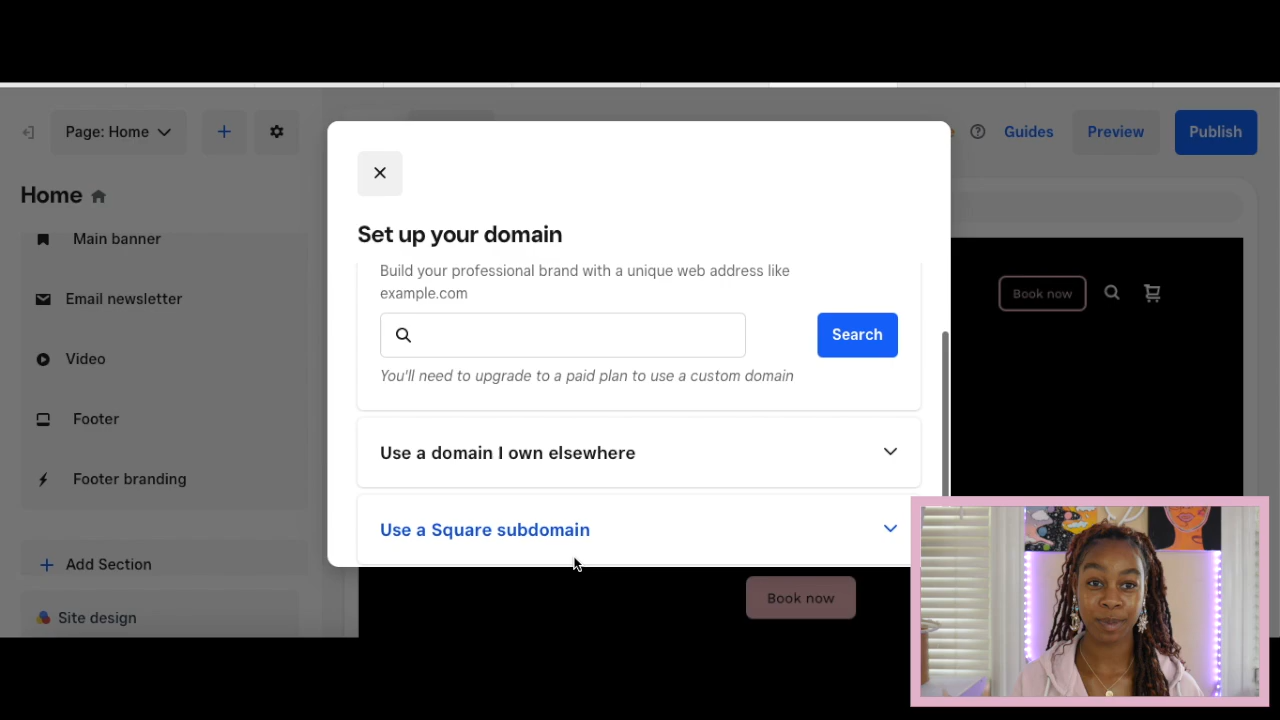 Page: Home
Guides
Preview
Publish
Home
Main banner
Email newsletter
Video
Footer
Footer branding
Add Section
Site design
Set up your domain
Build your professional brand with a unique web address like
example.com
Search
You'll need to upgrade to a paid plan to use a custom domain
Use a domain I own elsewhere
Use a Square subdomain
Book now
Book now